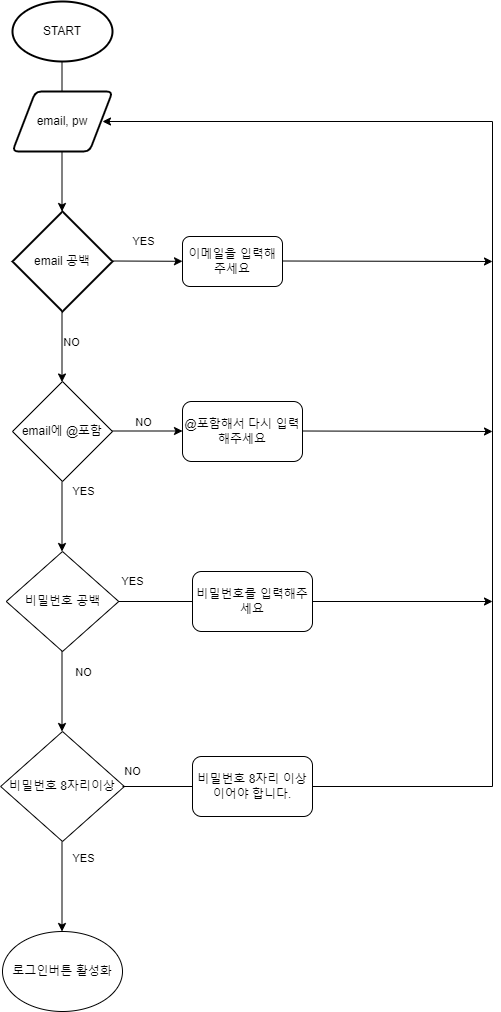 START
email, pw
email 공백
YES
이메일을 입력해
주세요
NO
email에 @포함
NO
@포함해서 다시 입력
해주세요
YES
비밀번호 공백
YES
비밀번호를 입력해주
세요
NO
비밀번호 8자리이상
NO
비밀번호 8자리 이상
이어야 합니다.
YES
로그인버튼 활성화